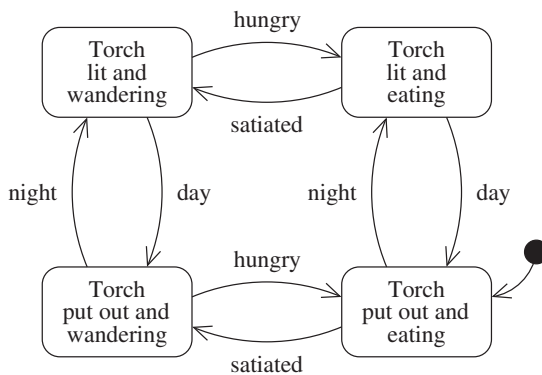 hungry
Torch
lit and
wandering
Torch
lit and
eating
satiated
night
day
night
day
hungry
Torch
put out and
wandering
Torch
put out and
eating
satiated